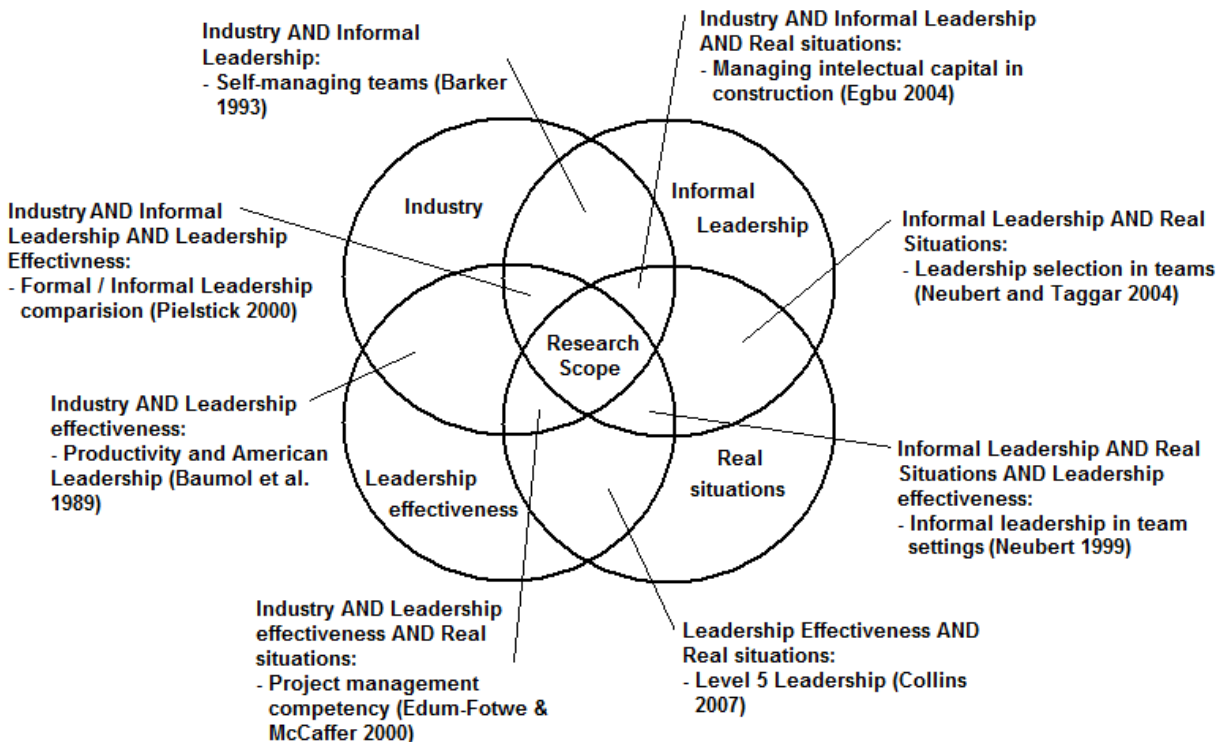 Industry AND Informal
Leadership:
- Self-managing teams (Barker
1993)
Industry AND Informal Leadership
AND Real situations:
- Managing intelectual capital in
construction (Egbu 2004)
Industry
Informal
Leadership
Industry AND Informal
Leadership AND Leadership
Effectivness:
- Formal / Informal Leadership
comparision (Pielstick 2000)
Informal Leadership AND Real
Situations:
- Leadership selection in teams
(Neubert and Taggar 2004)
Research
Scope
Industry AND Leadership
effectiveness:
- Productivity and American
Leadership (Baumol et al.
1989)
Leadership
effectiveness
Real
situations
Informal Leadership AND Real
Situations AND Leadership
effectiveness:
- Informal leadership in team
settings (Neubert 1999)
Industry AND Leadership
effectiveness AND Real
situations:
- Project management
competency (Edum-Fotwe &
McCaffer 2000)
Leadership Effectiveness AND
Real situations:
- Level 5 Leadership (Collins
2007)